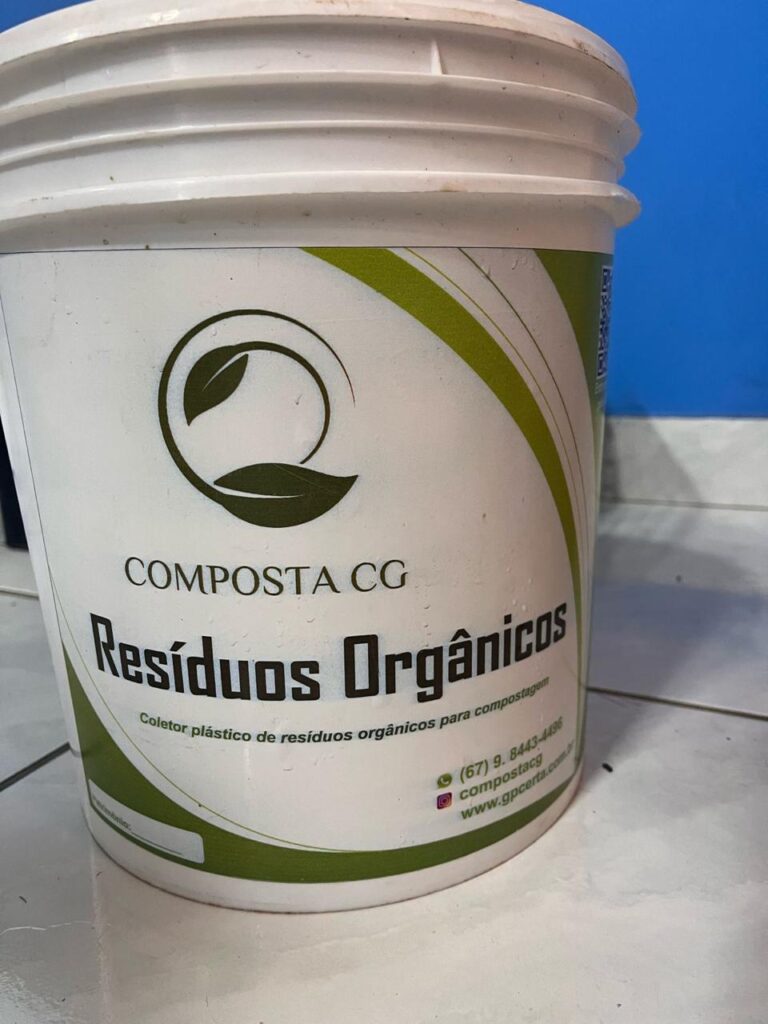 COMPOSTA CG
Resíduos Orgânicos
Coletor plástico de resíduos orgânicos para compostagem
(67) 9. 8443-4496
compostacg
www.gpcerta.com.br
Patrimônio: